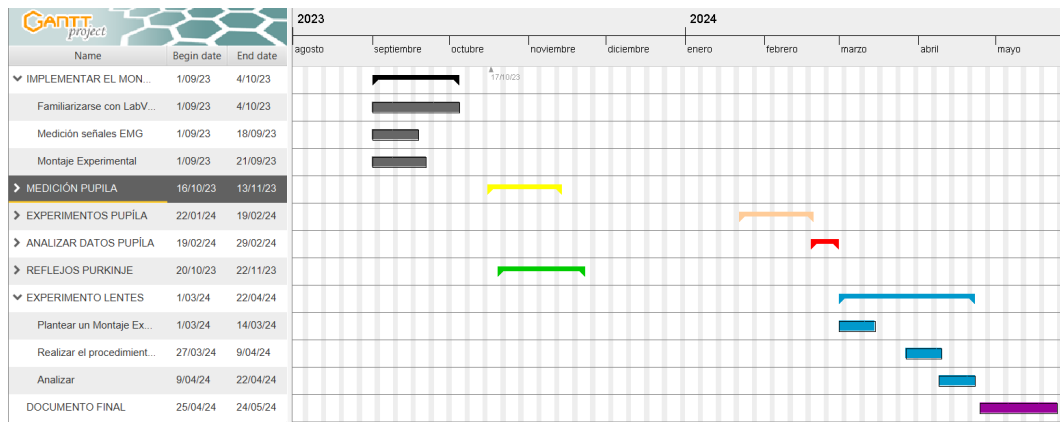 GANTT
project
2023
2024
agosto septiembre octubre noviembre diciembre enero febrero marzo abril mayo
Name Begin date End date
IMPLEMENTAR EL MON... 1/09/23 4/10/23
17/10/23
Familiarizarse con LabV... 1/09/23 4/10/23
Medición señales EMG 1/09/23 18/09/23
Montaje Experimental 1/09/23 21/09/23
MEDICIÓN PUPILA 16/10/23 13/11/23
EXPERIMENTOS PUPÍLA 22/01/24 19/02/24
ANALIZAR DATOS PUPÍLA 19/02/24 29/02/24
REFLEJOS PURKINJE 20/10/23 22/11/23
EXPERIMENTO LENTES 1/03/24 22/04/24
Plantear un Montaje Ex... 1/03/24 14/03/24
Realizar el procedimient... 27/03/24 9/04/24
Analizar 9/04/24 22/04/24
DOCUMENTO FINAL 25/04/24 24/05/24